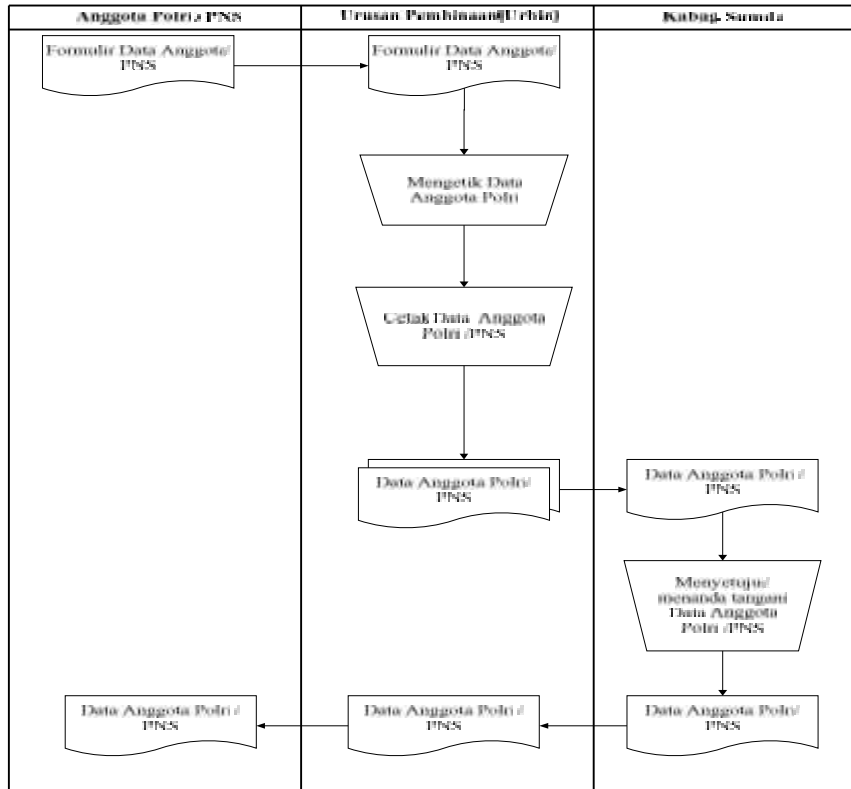 Anggota Polri / PNS
Urusan Pembinaan(Urbin)
Kabag. Sumda
Formulir Data Anggota/
PNS
Formulir Data Anggota/
PNS
Mengetik Data
Anggota Polri
Cetak Data Anggota
Polri /PNS
Data Anggota Polri/
PNS
Data Anggota Polri /
PNS
Menyetujui/
menanda tangani
Data Anggota
Polri /PNS
Data Anggota Polri /
PNS
Data Anggota Polri /
PNS
Data Anggota Polri/
PNS